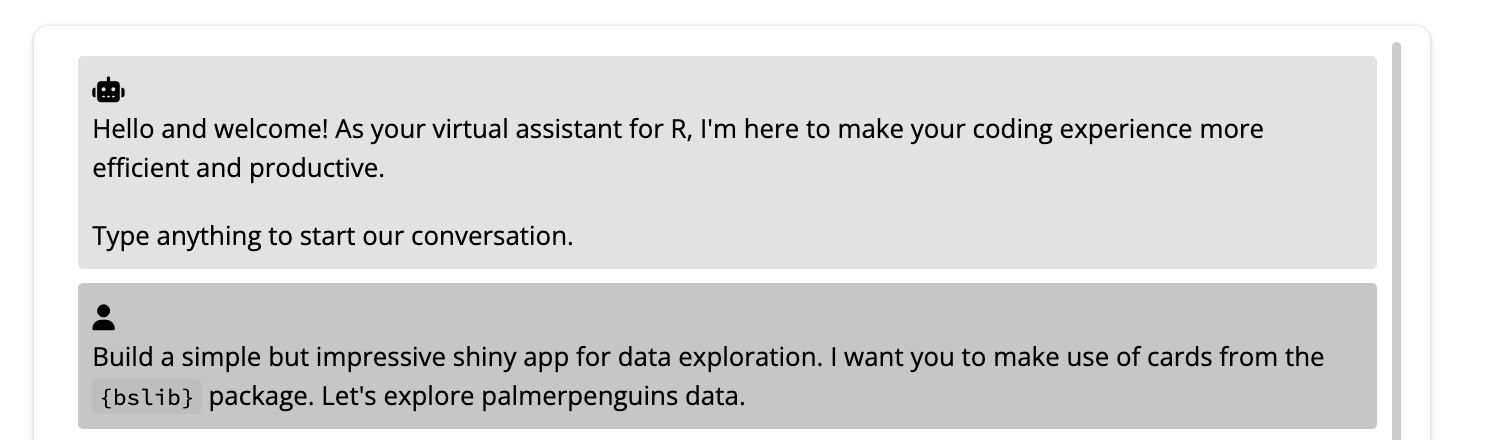 Hello and welcome! As your virtual assistant for R, I'm here to make your coding experience more
efficient and productive.
Type anything to start our conversation.
Build a simple but impressive shiny app for data exploration. I want you to make use of cards from the
{bslib} package. Let's explore palmerpenguins data.